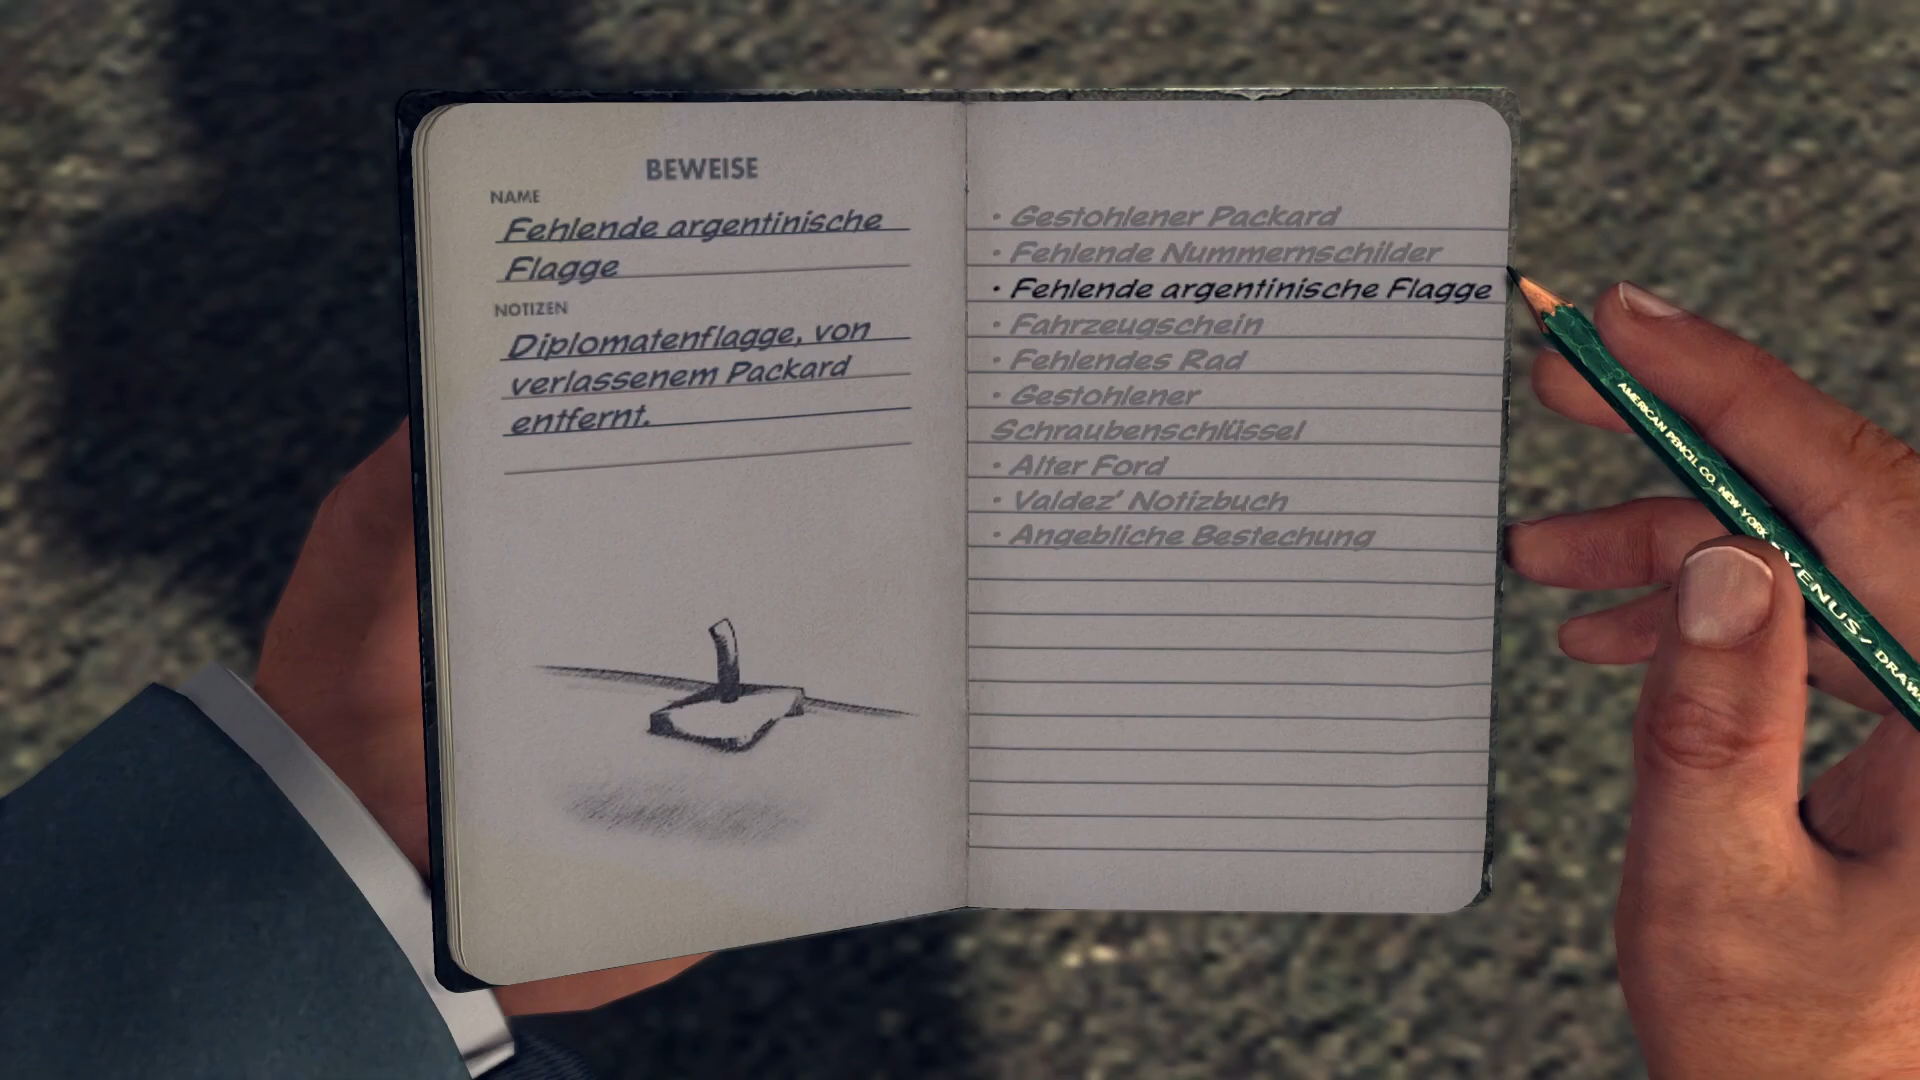 BEWEISE
NAME
Fehlende argentinische
Flagge
NOTIZEN
Diplomatenflagge, von
verlassenem Packard
entfernt.
• Gestohlener Packard
• Fehlende Nummernschilder
• Fehlende argentinische Flagge
• Fahrzeugschein
• Fehlendes Rad
• Gestohlener
Schraubenschlüssel
• Alter Ford
• Valdez' Notizbuch
• Angebliche Bestechung
AMERICAN PENCIL CO. NEW YORK VENUS DRAW